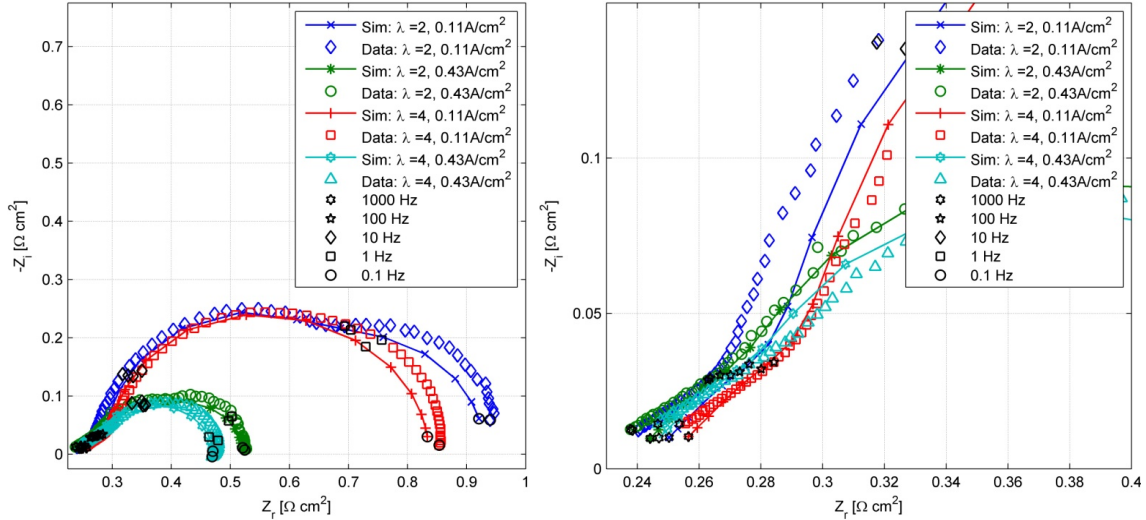 Sim: λ =2, 0.11A/cm²
Data: λ =2, 0.11A/cm²
Sim: λ =2, 0.43A/cm²
Data: λ =2, 0.43A/cm²
Sim: λ =4, 0.11A/cm²
Data: λ =4, 0.11A/cm²
Sim: λ =4, 0.43A/cm²
Data: λ =4, 0.43A/cm²
1000 Hz
100 Hz
10 Hz
1 Hz
0.1 Hz
0.7
0.6
0.5
0.4
0.3
0.2
0.1
0
-Zᵢ [Ω cm²]
0.3 0.4 0.5 0.6 0.7 0.8 0.9 1
Zᵣ [Ω cm²]
Sim: λ =2, 0.11A/cm²
Data: λ =2, 0.11A/cm²
Sim: λ =2, 0.43A/cm²
Data: λ =2, 0.43A/cm²
Sim: λ =4, 0.11A/cm²
Data: λ =4, 0.11A/cm²
Sim: λ =4, 0.43A/cm²
Data: λ =4, 0.43A/cm²
1000 Hz
100 Hz
10 Hz
1 Hz
0.1 Hz
0.1
0.05
0
-Zᵢ [Ω cm²]
0.24 0.26 0.28 0.3 0.32 0.34 0.36 0.38 0.4
Zᵣ [Ω cm²]